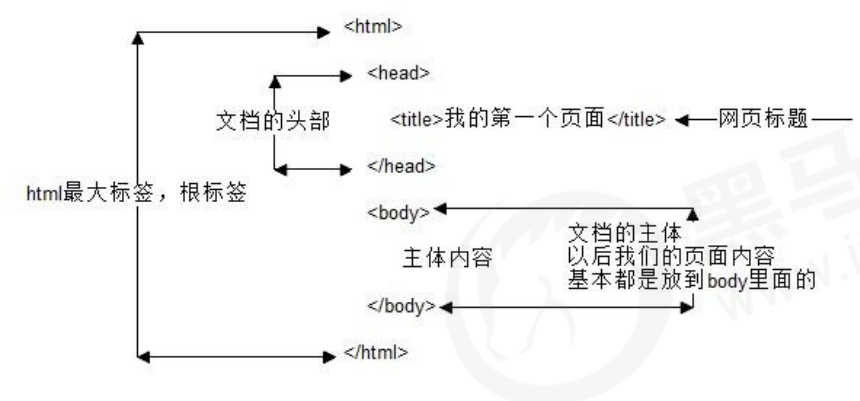 <html>
<head>
文档的头部
<title>我的第一个页面</title>
网页标题
</head>
html最大标签，根标签
<body>
主体内容
文档的主体
以后我们的页面内容
基本都是放到body里面的
</body>
</html>
黑马
www.i